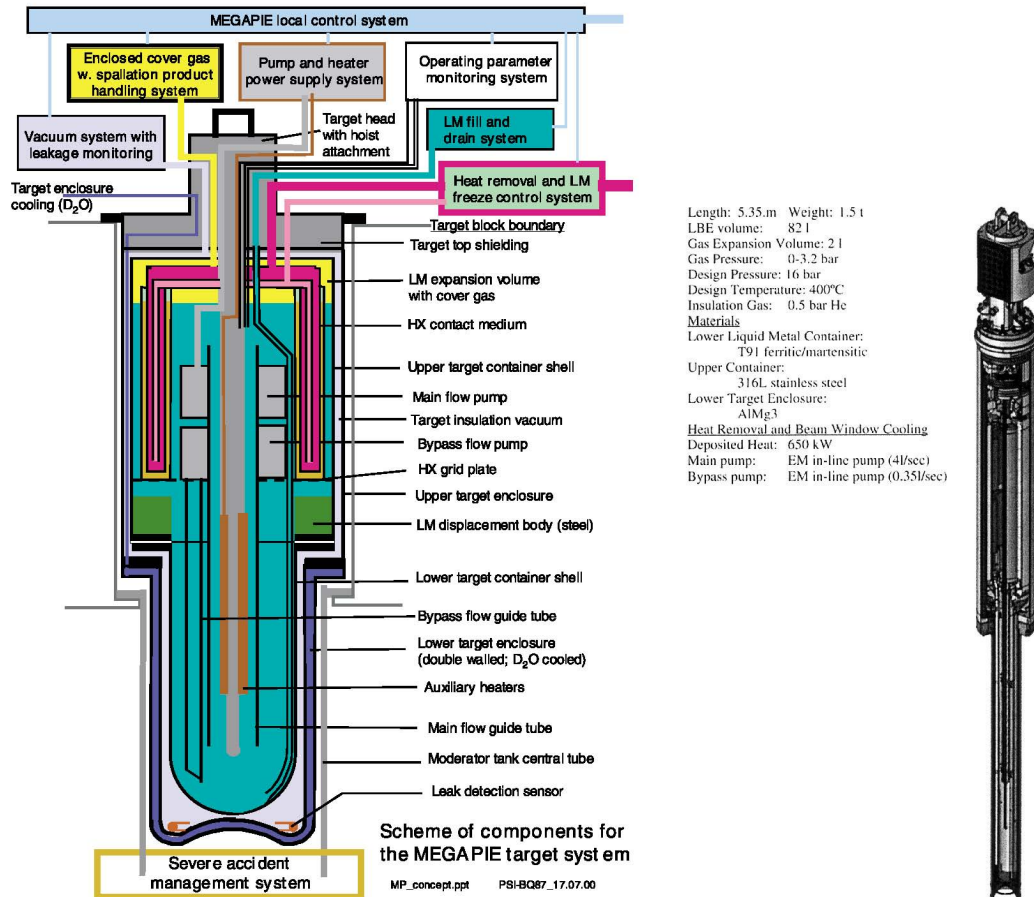 MEGAPIE local control system
Enclosed cover gas
w. spallation product
handling system
Pump and heater
power supply system
Operating parameter
monitoring system
Vacuum system with
leakage monitoring
Target head
with hoist
attachment
LM fill and
drain system
Heat removal and LM
freeze control system
Target enclosure
cooling (D2O)
Target block boundary
Target top shielding
LM expansion volume
with cover gas
HX contact medium
Upper target container shell
Main flow pump
Target insulation vacuum
Bypass flow pump
HX grid plate
Upper target enclosure
LM displacement body (steel)
Lower target container shell
Bypass flow guide tube
Lower target enclosure
(double walled; D2O cooled)
Auxiliary heaters
Main flow guide tube
Moderator tank central tube
Leak detection sensor
Severe accident
management system
Scheme of components for
the MEGAPIE target system
MP_concept.ppt PSI-BQ87_17.07.00
Length: 5.35.m Weight: 1.5 t
LBE volume: 82 l
Gas Expansion Volume: 2 l
Gas Pressure: 0-3.2 bar
Design Pressure: 16 bar
Design Temperature: 400ºC
Insulation Gas: 0.5 bar He
Materials
Lower Liquid Metal Container:
T91 ferritic/martensitic
Upper Container:
316L stainless steel
Lower Target Enclosure:
AlMg3
Heat Removal and Beam Window Cooling
Deposited Heat: 650 kW
Main pump: EM in-line pump (4l/sec)
Bypass pump: EM in-line pump (0.35l/sec)